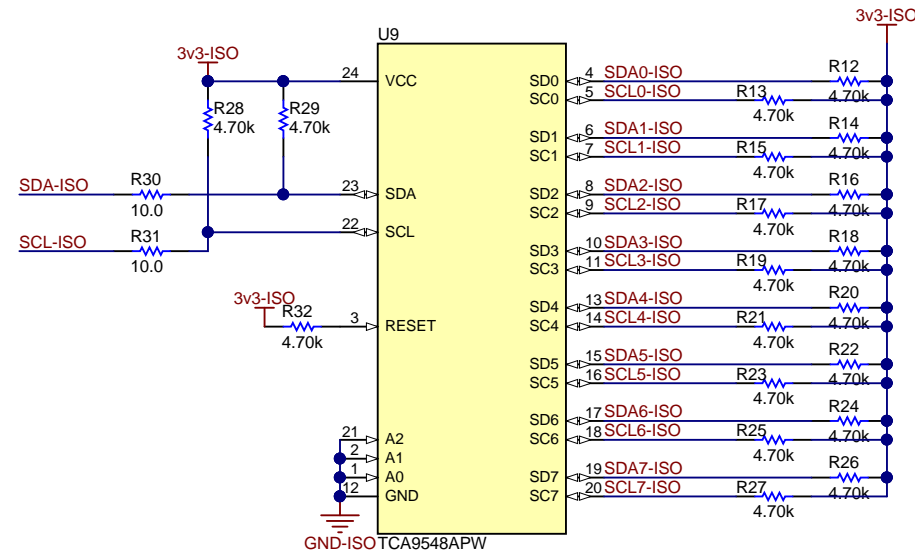 3v3-ISO
U9
3v3-ISO
24
VCC
SD0
4
SDA0-ISO
R12
4.70k
SC0
5
SCL0-ISO
R13
4.70k
R28
4.70k
R29
4.70k
SD1
6
SDA1-ISO
R14
4.70k
SC1
7
SCL1-ISO
R15
4.70k
SDA-ISO
R30
10.0
23
SDA
SD2
8
SDA2-ISO
R16
4.70k
SC2
9
SCL2-ISO
R17
4.70k
SCL-ISO
R31
10.0
22
SCL
SD3
10
SDA3-ISO
R18
4.70k
SC3
11
SCL3-ISO
R19
4.70k
3v3-ISO
R32
4.70k
3
RESET
SD4
13
SDA4-ISO
R20
4.70k
SC4
14
SCL4-ISO
R21
4.70k
SD5
15
SDA5-ISO
R22
4.70k
SC5
16
SCL5-ISO
R23
4.70k
SD6
17
SDA6-ISO
R24
4.70k
SC6
18
SCL6-ISO
R25
4.70k
21
A2
2
A1
1
A0
12
GND
SD7
19
SDA7-ISO
R26
4.70k
SC7
20
SCL7-ISO
R27
4.70k
GND-ISO
TCA9548APW